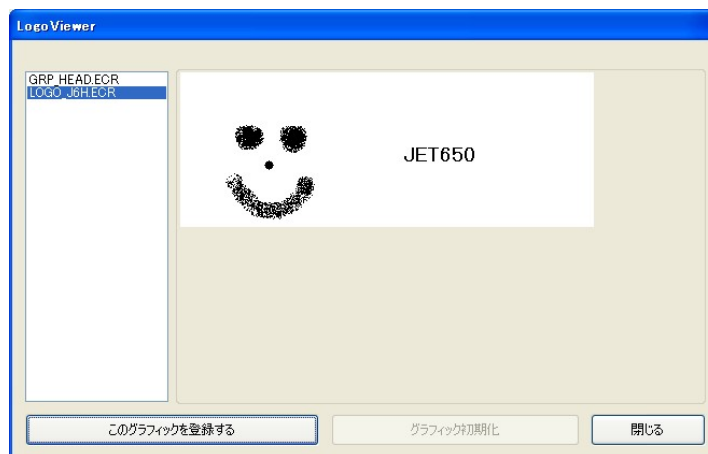 LogoViewer
GRP_HEAD.ECR
LOGO_J6H.ECR
JET650
このグラフィックを登録する
グラフィック初期化
閉じる